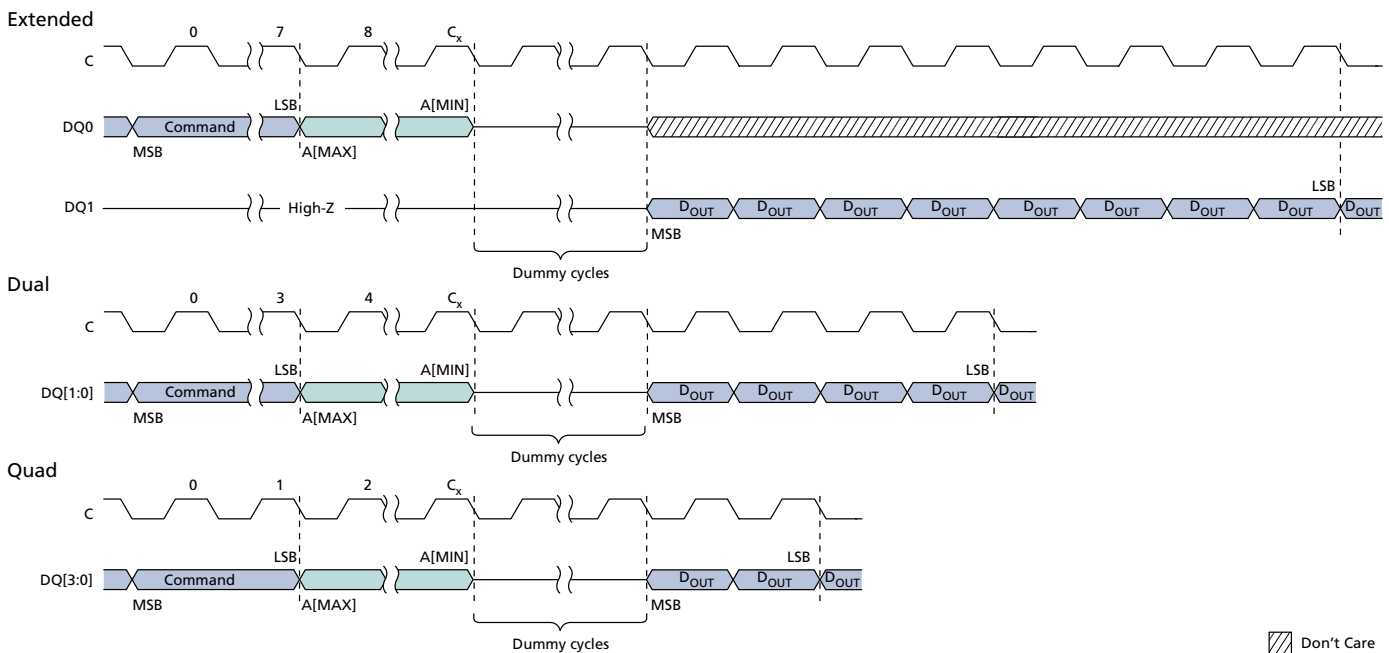 Extended
0 7 8 Cx
C
LSB A[MIN]
DQ0 Command
MSB A[MAX]
LSB
DQ1 High-Z DOUT DOUT DOUT DOUT DOUT DOUT DOUT DOUT DOUT
MSB
Dummy cycles
Dual
0 3 4 Cx
C
LSB A[MIN] LSB
DQ[1:0] Command DOUT DOUT DOUT DOUT DOUT
MSB A[MAX] MSB
Dummy cycles
Quad
0 1 2 Cx
C
LSB A[MIN] LSB
DQ[3:0] Command DOUT DOUT DOUT
MSB A[MAX] MSB
Dummy cycles
Don't Care